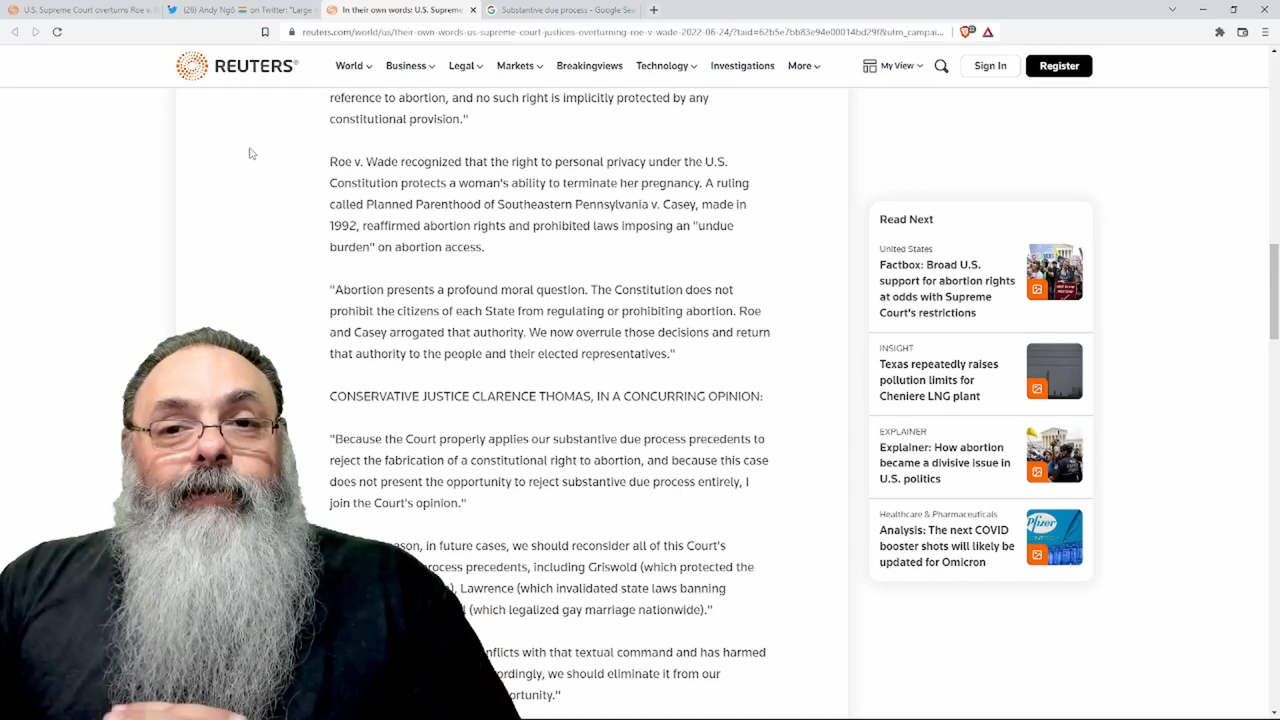 U.S. Supreme Court overturns Roe v.
(26) Andy Ngô on Twitter: "Large
In their own words: U.S. Supreme
Substantive due process - Google Sea
reuters.com/world/us/their-own-words-us-supreme-court-justices-overturning-roe-v-wade-2022-06-24/?taid=62b5e7bb83e94e00014bd29f&utm_campai...
REUTERS®
World
Business
Legal
Markets
Breakingviews
Technology
Investigations
More
My View
Sign In
Register
reference to abortion, and no such right is implicitly protected by any
constitutional provision."
Roe v. Wade recognized that the right to personal privacy under the U.S.
Constitution protects a woman's ability to terminate her pregnancy. A ruling
called Planned Parenthood of Southeastern Pennsylvania v. Casey, made in
1992, reaffirmed abortion rights and prohibited laws imposing an "undue
burden" on abortion access.
"Abortion presents a profound moral question. The Constitution does not
prohibit the citizens of each State from regulating or prohibiting abortion. Roe
and Casey arrogated that authority. We now overrule those decisions and return
that authority to the people and their elected representatives."
CONSERVATIVE JUSTICE CLARENCE THOMAS, IN A CONCURRING OPINION:
"Because the Court properly applies our substantive due process precedents to
reject the fabrication of a constitutional right to abortion, and because this case
does not present the opportunity to reject substantive due process entirely, I
join the Court's opinion."
in future cases, we should reconsider all of this Court's
precedents, including Griswold (which protected the
Lawrence (which invalidated state laws banning
(which legalized gay marriage nationwide)."
with that textual command and has harmed
we should eliminate it from our
Read Next
United States
Factbox: Broad U.S.
support for abortion rights
at odds with Supreme
Court's restrictions
INSIGHT
Texas repeatedly raises
pollution limits for
Cheniere LNG plant
EXPLAINER
Explainer: How abortion
became a divisive issue in
U.S. politics
Healthcare & Pharmaceuticals
Analysis: The next COVID
booster shots will likely be
updated for Omicron
Pfizer